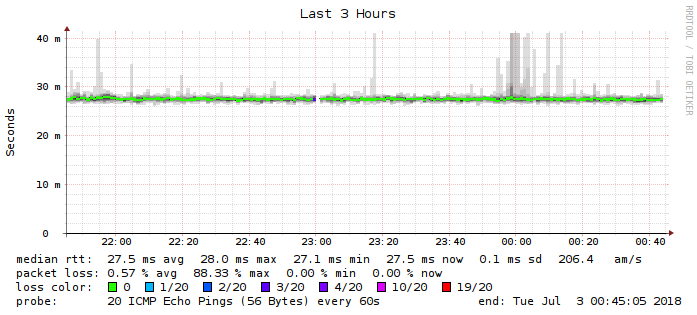 Last 3 Hours
RRDTOOL / TOBI OETIKER
Seconds
40 m
30 m
20 m
10 m
0
22:00 22:20 22:40 23:00 23:20 23:40 00:00 00:20 00:40
median rtt: 27.5 ms avg 28.0 ms max 27.1 ms min 27.5 ms now 0.1 ms sd 206.4 am/s
packet loss: 0.57 % avg 88.33 % max 0.00 % min 0.00 % now
loss color: 0 1/20 2/20 3/20 4/20 10/20 19/20
probe: 20 ICMP Echo Pings (56 Bytes) every 60s end: Tue Jul 3 00:45:05 2018